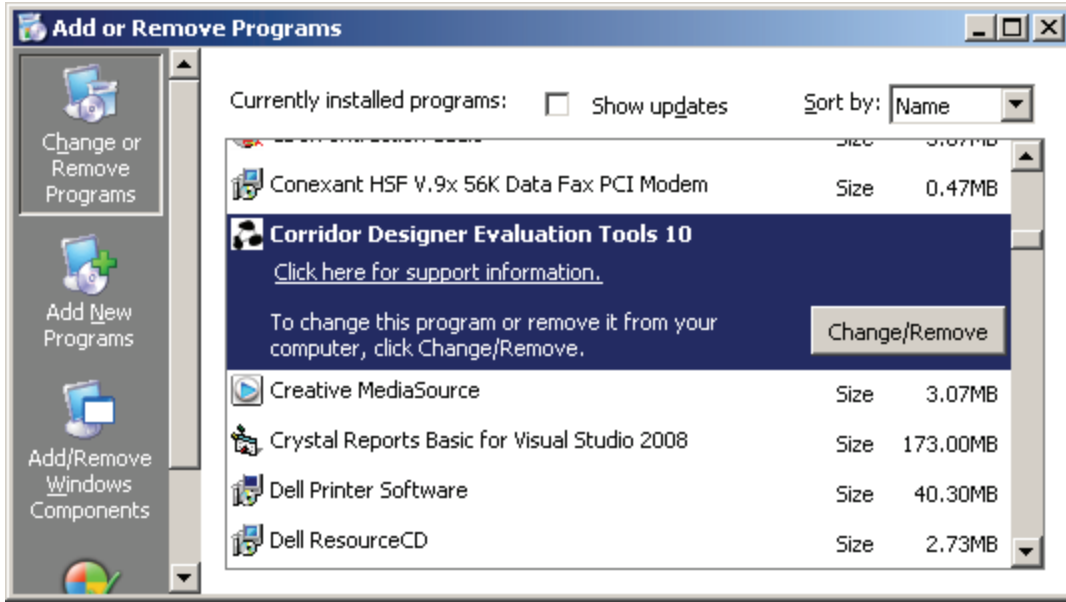 Add or Remove Programs
Change or
Remove
Programs
Add New
Programs
Add/Remove
Windows
Components
Currently installed programs: Show updates Sort by: Name
Size
Conexant HSF V.9x 56K Data Fax PCI Modem Size 0.47MB
Corridor Designer Evaluation Tools 10
Click here for support information.
To change this program or remove it from your
computer, click Change/Remove.
Change/Remove
Creative MediaSource Size 3.07MB
Crystal Reports Basic for Visual Studio 2008 Size 173.00MB
Dell Printer Software Size 40.30MB
Dell ResourceCD Size 2.73MB